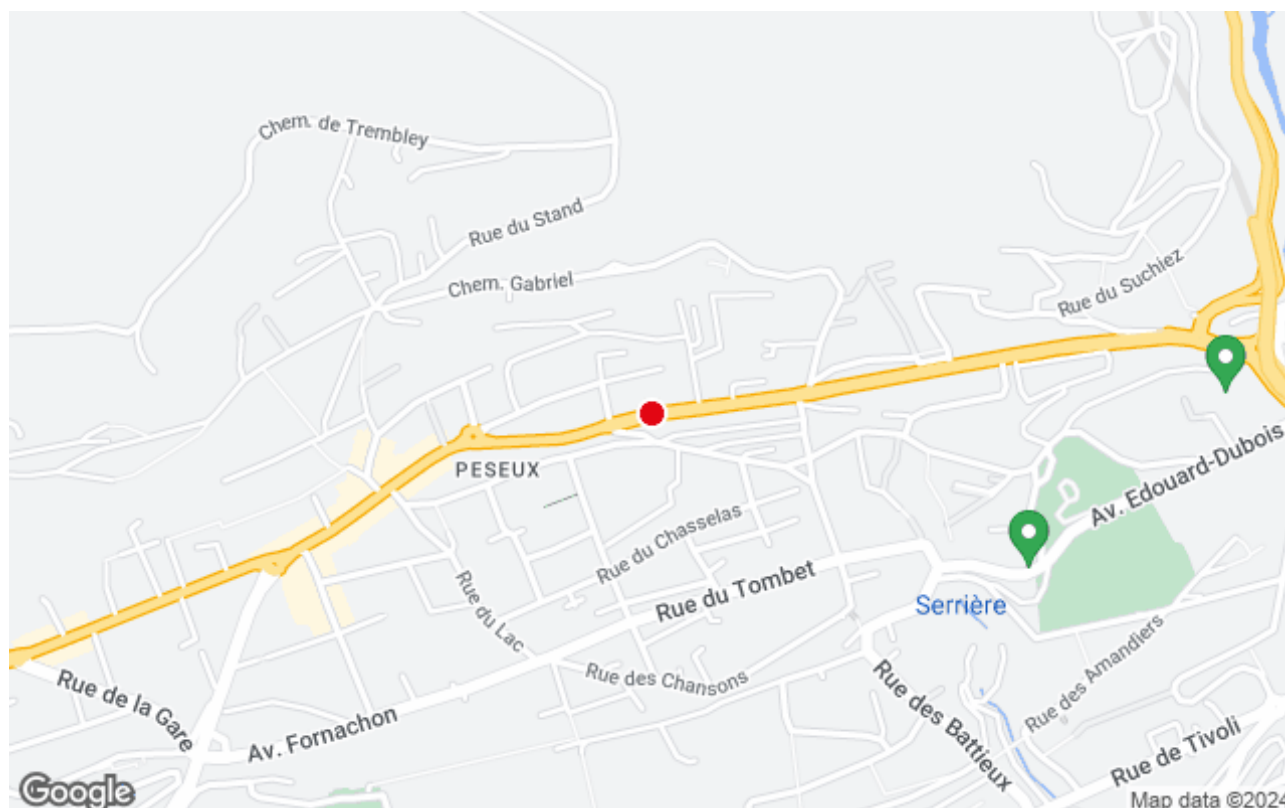 Chem. de Trembley
Rue du Stand
Chem. Gabriel
Rue du Suchiez
PESEUX
Av. Edouard-Dubois
Rue du Chasselas
Rue du Tombet
Serrière
Rue du Lac
Rue des Chansons
Rue des Amandiers
Rue de la Gare
Av. Fornachon
Rue des Battieux
Rue de Tivoli
Google
Map data ©2024